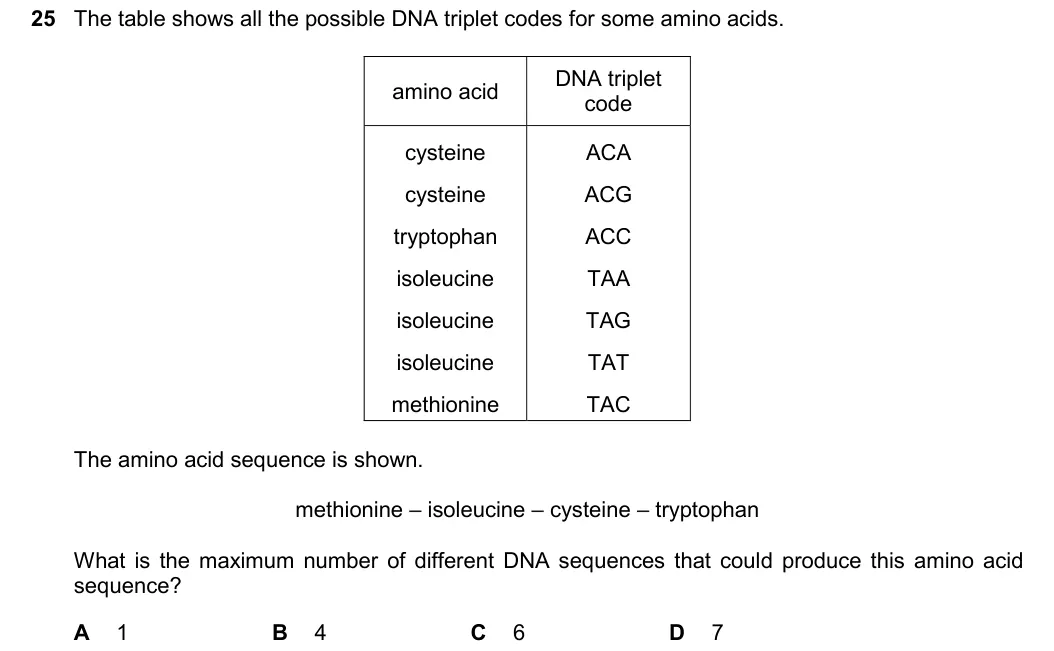 25 The table shows all the possible DNA triplet codes for some amino acids.
amino acid DNA triplet code
cysteine ACA
cysteine ACG
tryptophan ACC
isoleucine TAA
isoleucine TAG
isoleucine TAT
methionine TAC
The amino acid sequence is shown.
methionine – isoleucine – cysteine – tryptophan
What is the maximum number of different DNA sequences that could produce this amino acid
sequence?
A 1 B 4 C 6 D 7